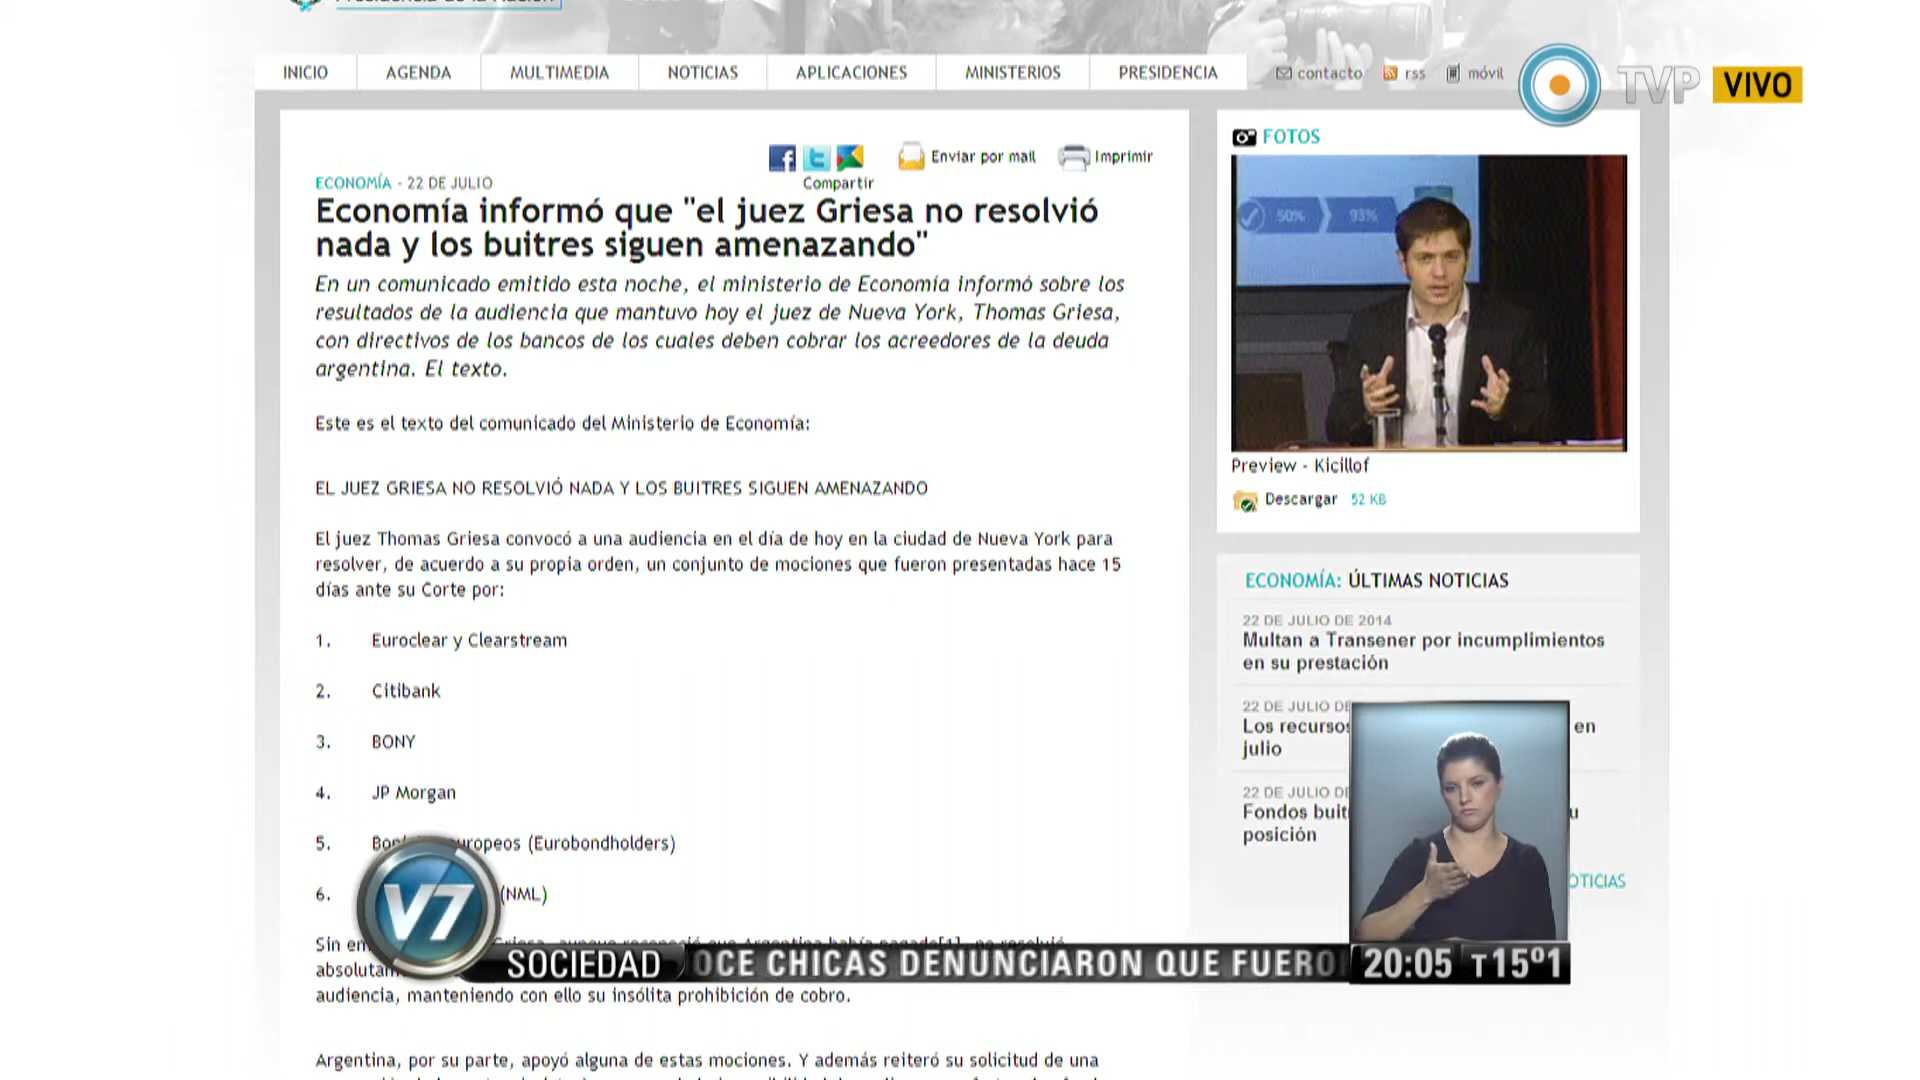 Presidencia de la Nación
INICIO
AGENDA
MULTIMEDIA
NOTICIAS
APLICACIONES
MINISTERIOS
PRESIDENCIA
contacto
rss
móvil
TVP
VIVO
Enviar por mail
Imprimir
Compartir
ECONOMÍA - 22 DE JULIO
Economía informó que "el juez Griesa no resolvió
nada y los buitres siguen amenazando"
En un comunicado emitido esta noche, el ministerio de Economía informó sobre los
resultados de la audiencia que mantuvo hoy el juez de Nueva York, Thomas Griesa,
con directivos de los bancos de los cuales deben cobrar los acreedores de la deuda
argentina. El texto.
Este es el texto del comunicado del Ministerio de Economía:
EL JUEZ GRIESA NO RESOLVIÓ NADA Y LOS BUITRES SIGUEN AMENAZANDO
El juez Thomas Griesa convocó a una audiencia en el día de hoy en la ciudad de Nueva York para
resolver, de acuerdo a su propia orden, un conjunto de mociones que fueron presentadas hace 15
días ante su Corte por:
1. Euroclear y Clearstream
2. Citibank
3. BONY
4. JP Morgan
5. (Eurobondholders)
6. (NML)
Sin
Griesa, aunque reconoció que Argentina había pagado[1], no resolvió
audiencia, manteniendo con ello su insólita prohibición de cobro.
Argentina, por su parte, apoyó alguna de estas mociones. Y además reiteró su solicitud de una
FOTOS
50%
93%
Preview - Kicillof
Descargar 52 KB
ECONOMÍA: ÚLTIMAS NOTICIAS
22 DE JULIO DE 2014
Multan a Transener por incumplimientos
en su prestación
22 DE JULIO
Los recursos en
julio
22 DE JULIO
Fondos
posición
V7
SOCIEDAD
OCE CHICAS DENUNCIARON QUE FUERO
20:05 T15º1